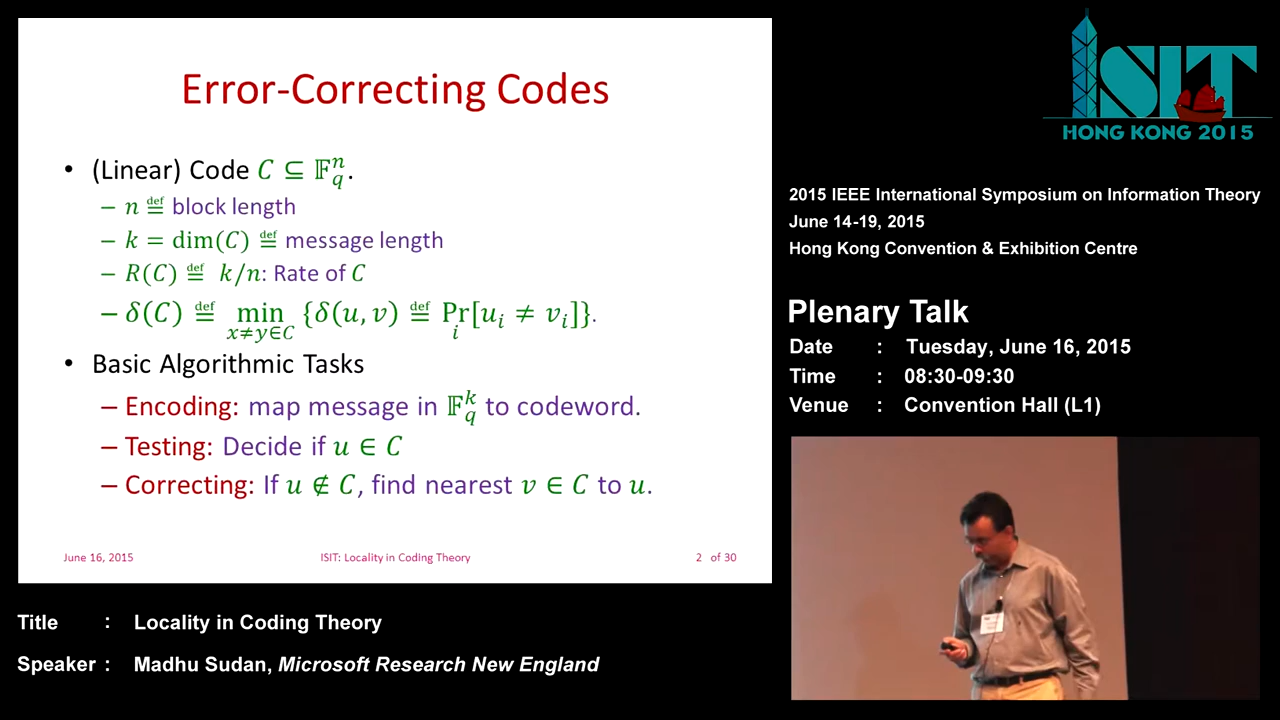 Error-Correcting Codes
• (Linear) Code C ⊆ 𝔽_q^n.
– n ≝ block length
– k = dim(C) ≝ message length
– R(C) ≝ k/n: Rate of C
– δ(C) ≝ min_{x≠y∈C} {δ(u, v) ≝ Pr_i[u_i ≠ v_i]}.
• Basic Algorithmic Tasks
– Encoding: map message in 𝔽_q^k to codeword.
– Testing: Decide if u ∈ C
– Correcting: If u ∉ C, find nearest v ∈ C to u.
June 16, 2015 ISIT: Locality in Coding Theory 2 of 30
ISIT
HONG KONG 2015
2015 IEEE International Symposium on Information Theory
June 14-19, 2015
Hong Kong Convention & Exhibition Centre
Plenary Talk
Date : Tuesday, June 16, 2015
Time : 08:30-09:30
Venue : Convention Hall (L1)
Title : Locality in Coding Theory
Speaker : Madhu Sudan, Microsoft Research New England